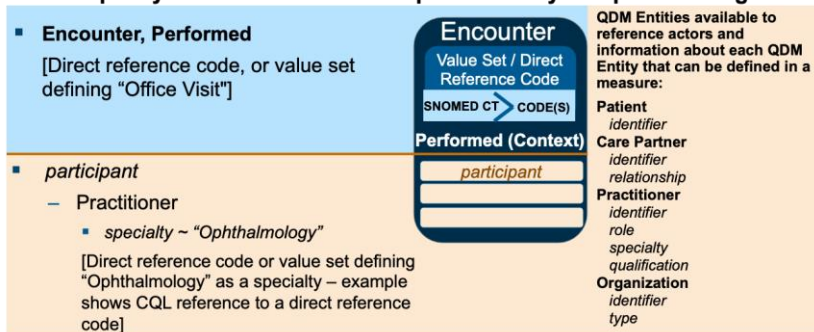 ▪ Encounter, Performed
[Direct reference code, or value set
defining “Office Visit"]
▪ participant
– Practitioner
▪ specialty ~ “Ophthalmology”
[Direct reference code or value set defining
“Ophthalmology” as a specialty – example
shows CQL reference to a direct reference
code]
Encounter
Value Set / Direct
Reference Code
SNOMED CT CODE(S)
Performed (Context)
participant
QDM Entities available to
reference actors and
information about each QDM
Entity that can be defined in a
measure:
Patient
identifier
Care Partner
identifier
relationship
Practitioner
identifier
role
specialty
qualification
Organization
identifier
type